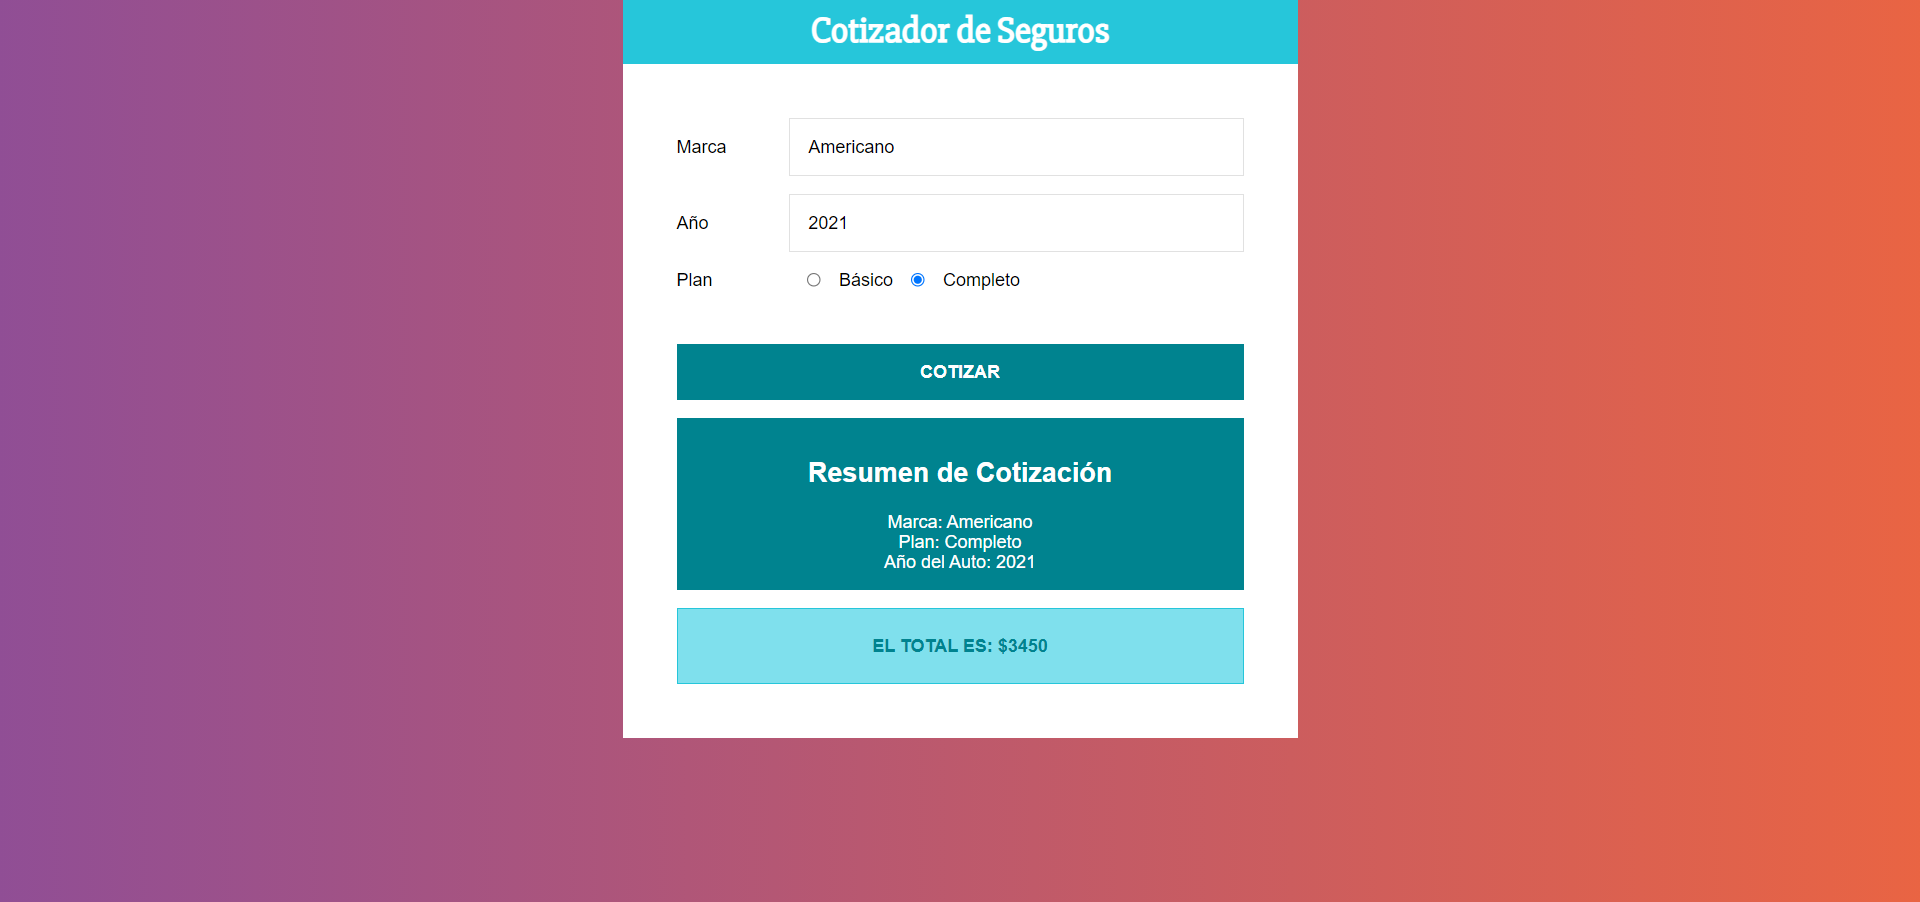 Cotizador de Seguros
Marca
Americano
Año
2021
Plan
Básico
Completo
COTIZAR
Resumen de Cotización
Marca: Americano
Plan: Completo
Año del Auto: 2021
EL TOTAL ES: $3450